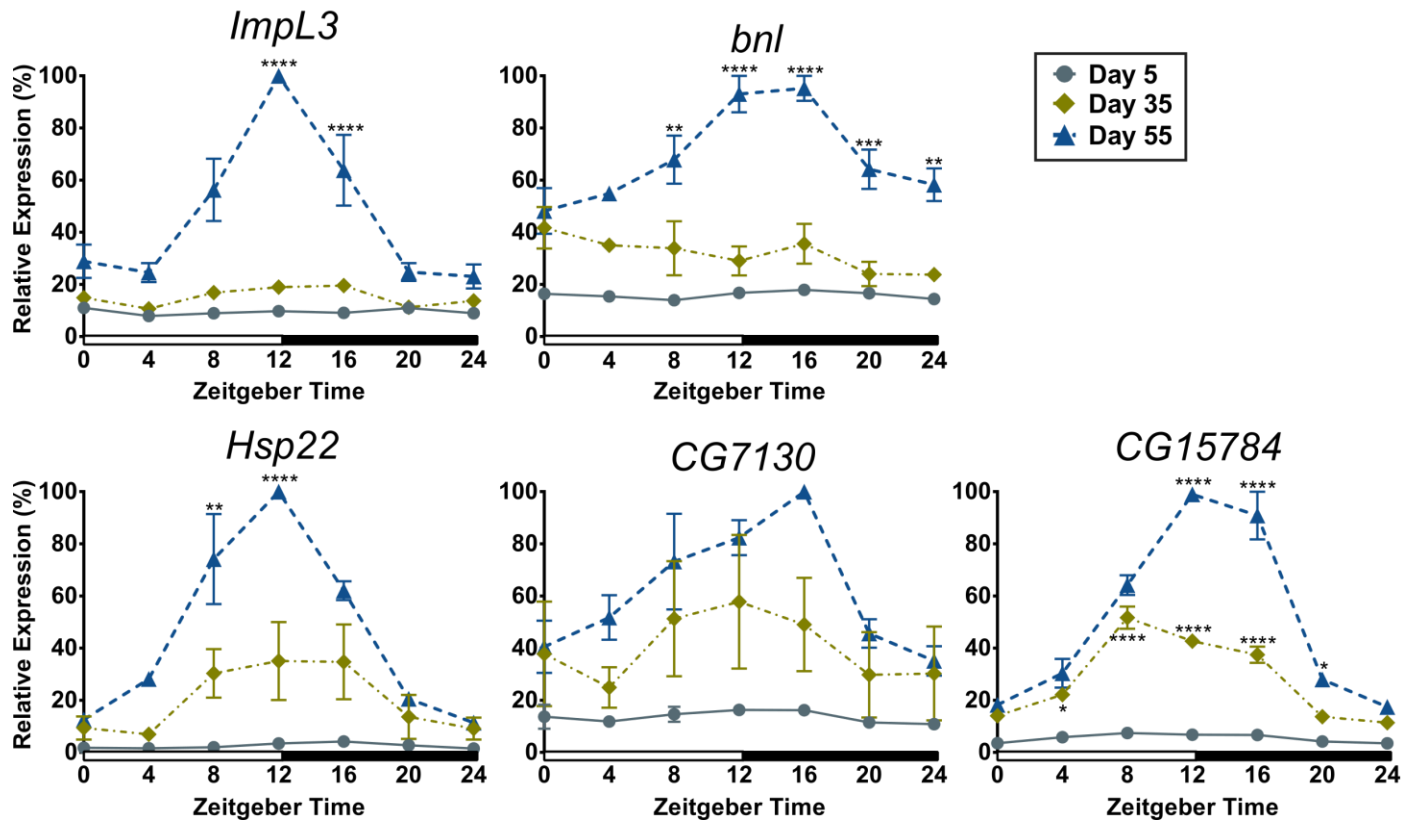 ImpL3
Relative Expression (%)
100
80
60
40
20
0
****
****
0 4 8 12 16 20 24
Zeitgeber Time
bnl
100
80
60
40
20
0
**
****
****
***
**
0 4 8 12 16 20 24
Zeitgeber Time
Day 5
Day 35
Day 55
Hsp22
Relative Expression (%)
100
80
60
40
20
0
**
****
0 4 8 12 16 20 24
Zeitgeber Time
CG7130
100
80
60
40
20
0
0 4 8 12 16 20 24
Zeitgeber Time
CG15784
100
80
60
40
20
0
****
****
****
****
****
*
*
0 4 8 12 16 20 24
Zeitgeber Time